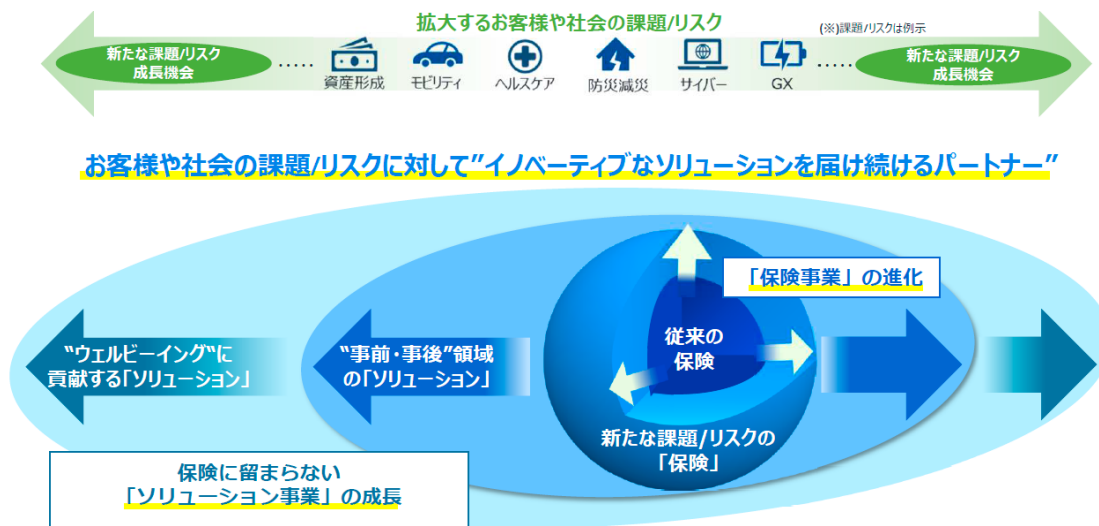 拡大するお客様や社会の課題/リスク
(※)課題/リスクは例示
新たな課題/リスク
成長機会
・・・・・
資産形成
モビリティ
ヘルスケア
防災減災
サイバー
GX
・・・・・
新たな課題/リスク
成長機会
お客様や社会の課題/リスクに対して”イノベーティブなソリューションを届け続けるパートナー”
「保険事業」の進化
従来の
保険
“ウェルビーイング“に
貢献する「ソリューション」
“事前・事後”領域
の「ソリューション」
新たな課題/リスクの
「保険」
保険に留まらない
「ソリューション事業」の成長